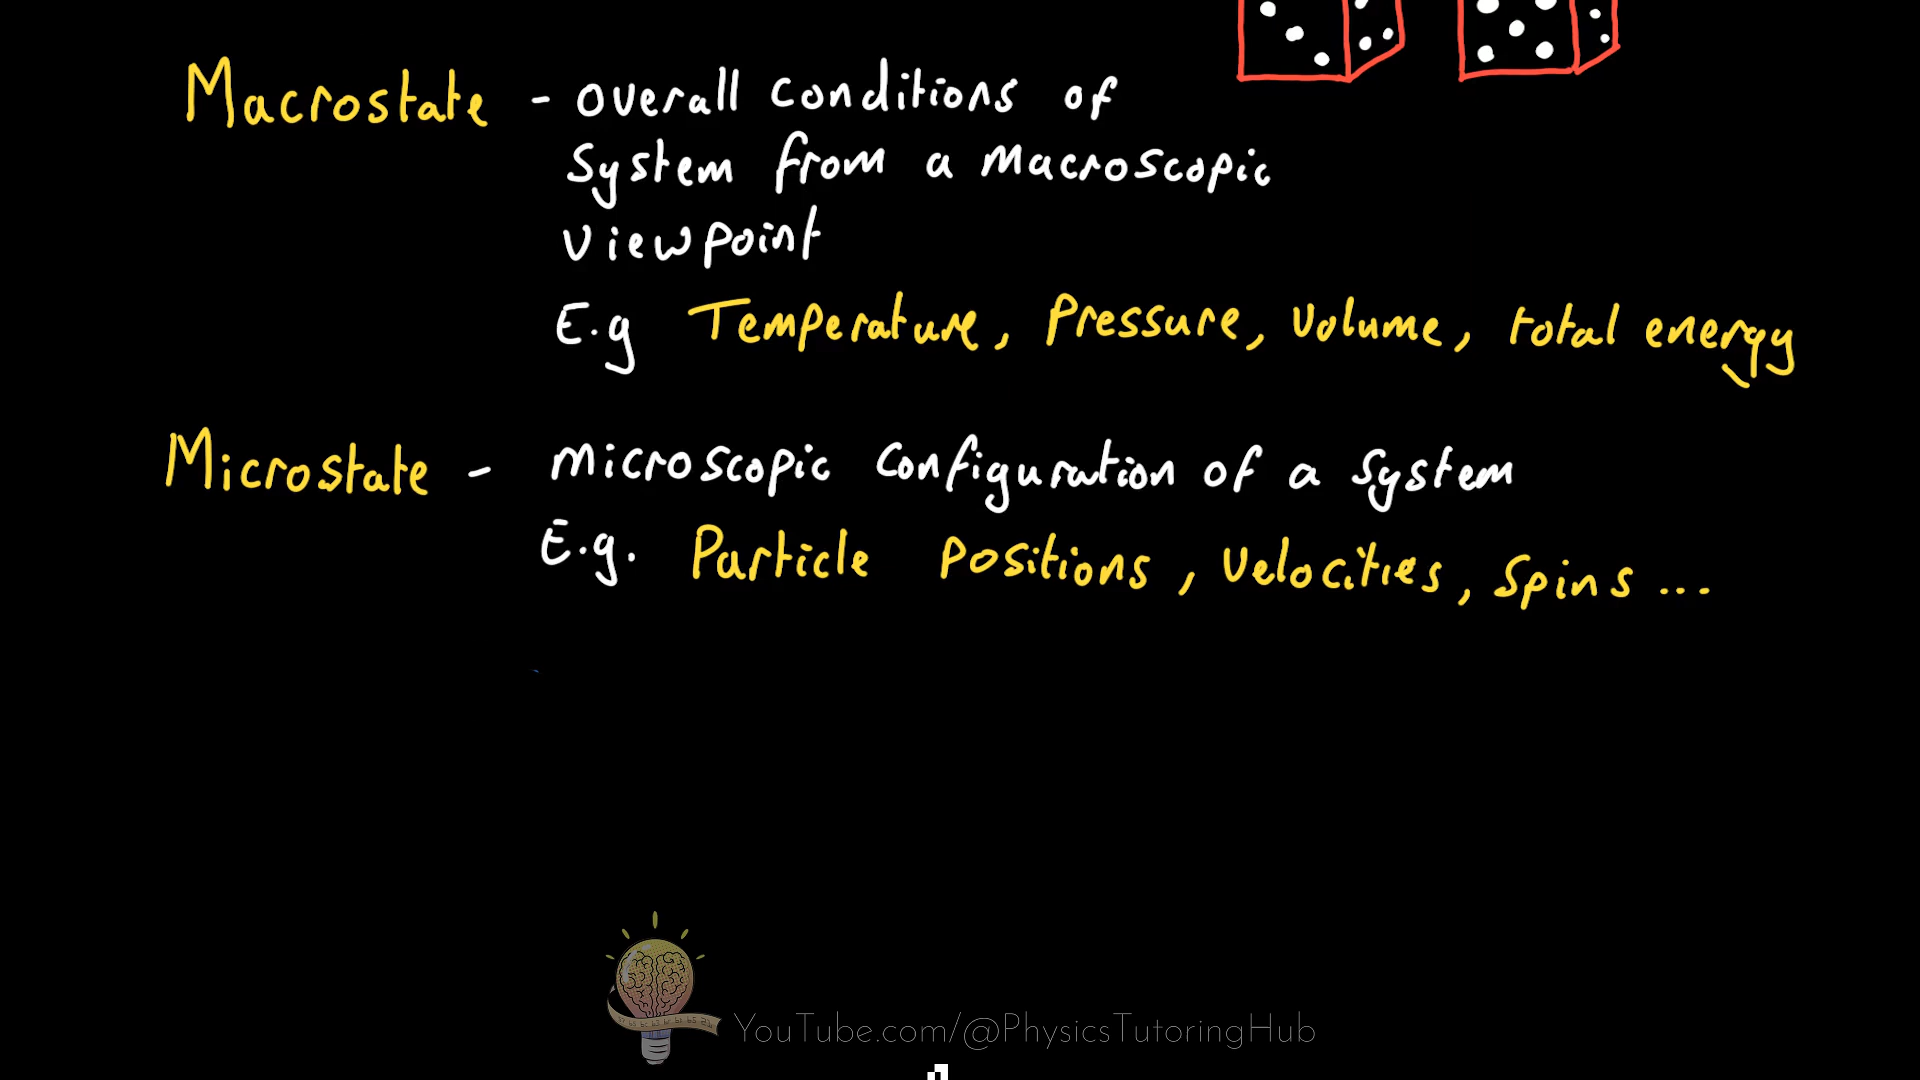 Macrostate - Overall conditions of
System from a macroscopic
viewpoint
E.g Temperature, Pressure, Volume, total energy
Microstate - microscopic configuration of a system
E.g. Particle positions, velocities, spins...
YouTube.com/@PhysicsTutoringHub